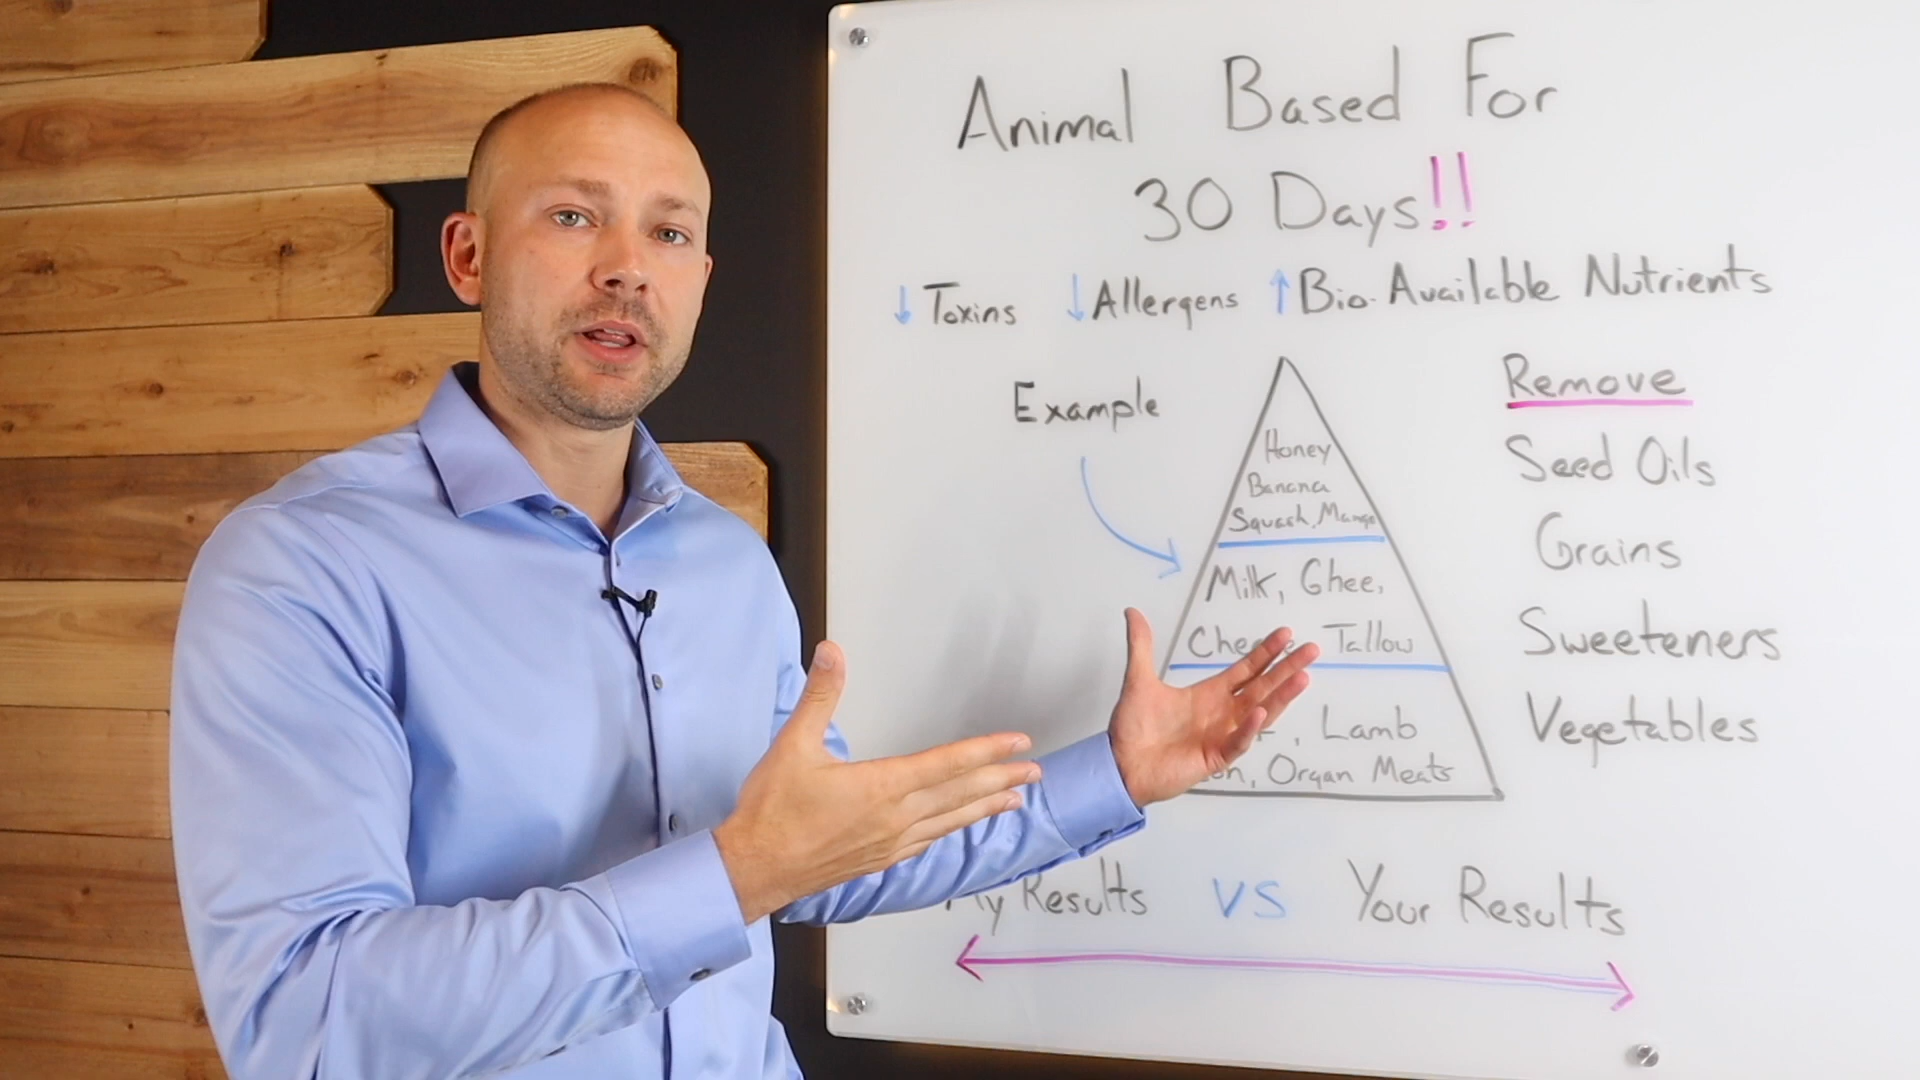 Animal Based For
30 Days!!
↓ Toxins ↓ Allergens ↑ Bio-Available Nutrients
Example
Honey
Banana
Squash, Mango
Milk, Ghee,
Tallow
Lamb
Organ Meats
Remove
Seed Oils
Grains
Sweeteners
Vegetables
My Results VS Your Results